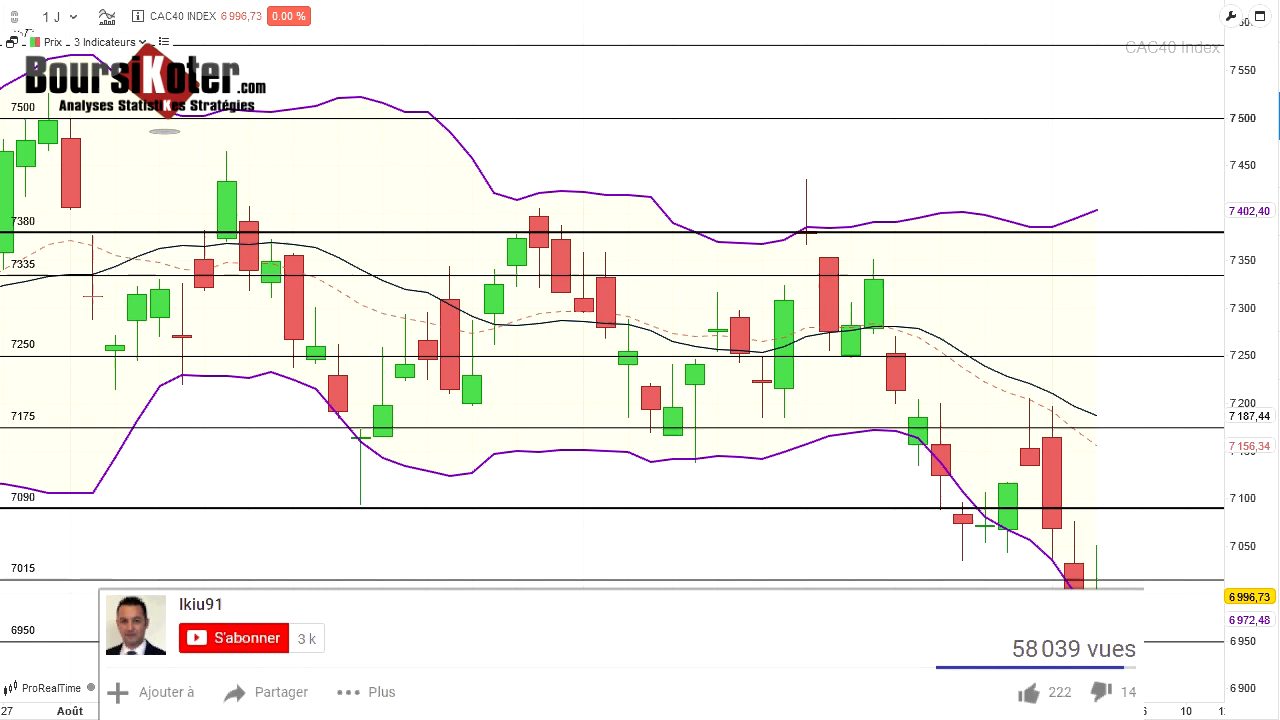 1 J
CAC40 INDEX 6 996,73 0.00 %
Prix 3 Indicateurs
CAC40 Index
BoursiKoter.com
Analyses StatistiKes Stratégies
7500
7380
7335
7250
7175
7090
7015
6950
7 550
7 500
7 450
7 402,40
7 350
7 300
7 250
7 200
7 187,44
7 156,34
7 100
7 050
6 996,73
6 972,48
6 950
6 900
Ikiu91
S'abonner 3 k
58 039 vues
Ajouter à Partager Plus 222 14
ProRealTime
27 Août 10